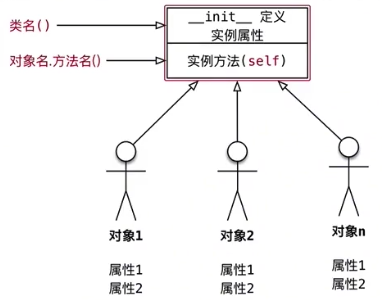 类名()
__init__ 定义
实例属性
对象名.方法名()
实例方法(self)
对象1
对象2
对象n
属性1
属性2
属性1
属性2
属性1
属性2